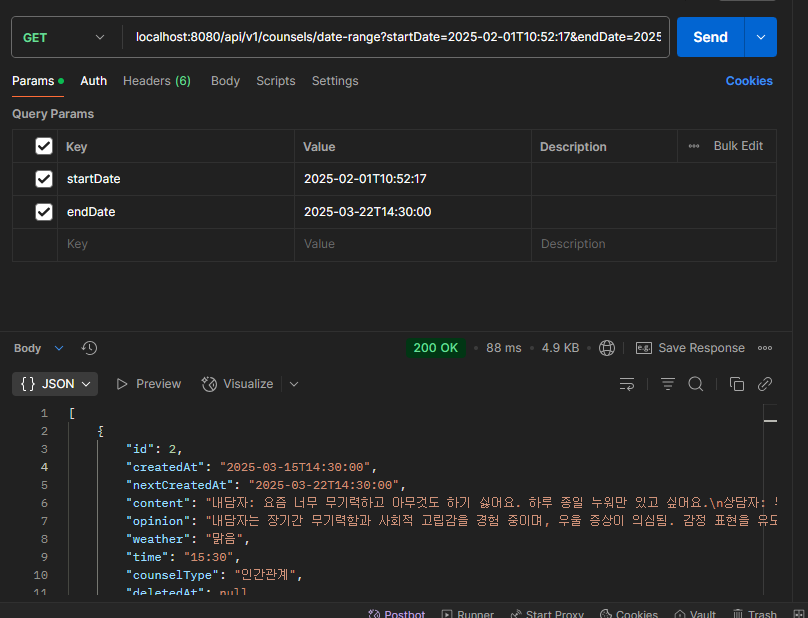 GET localhost:8080/api/v1/counsels/date-range?startDate=2025-02-01T10:52:17&endDate=2025 Send
Params Auth Headers (6) Body Scripts Settings Cookies
Query Params
Key Value Description Bulk Edit
startDate 2025-02-01T10:52:17
endDate 2025-03-22T14:30:00
Key Value Description
Body 200 OK 88 ms 4.9 KB e.g. Save Response
{} JSON Preview Visualize
1 [
2 {
3 "id": 2,
4 "createdAt": "2025-03-15T14:30:00",
5 "nextCreatedAt": "2025-03-22T14:30:00",
6 "content": "내담자: 요즘 너무 무기력하고 아무것도 하기 싫어요. 하루 종일 누워만 있고 싶어요.\n상담자:
7 "opinion": "내담자는 장기간 무기력함과 사회적 고립감을 경험 중이며, 우울 증상이 의심됨. 감정 표현을 유도
8 "weather": "맑음",
9 "time": "15:30",
10 "counselType": "인간관계",
11 "deletedAt": null
Postbot Runner Start Proxy Cookies Vault Trash